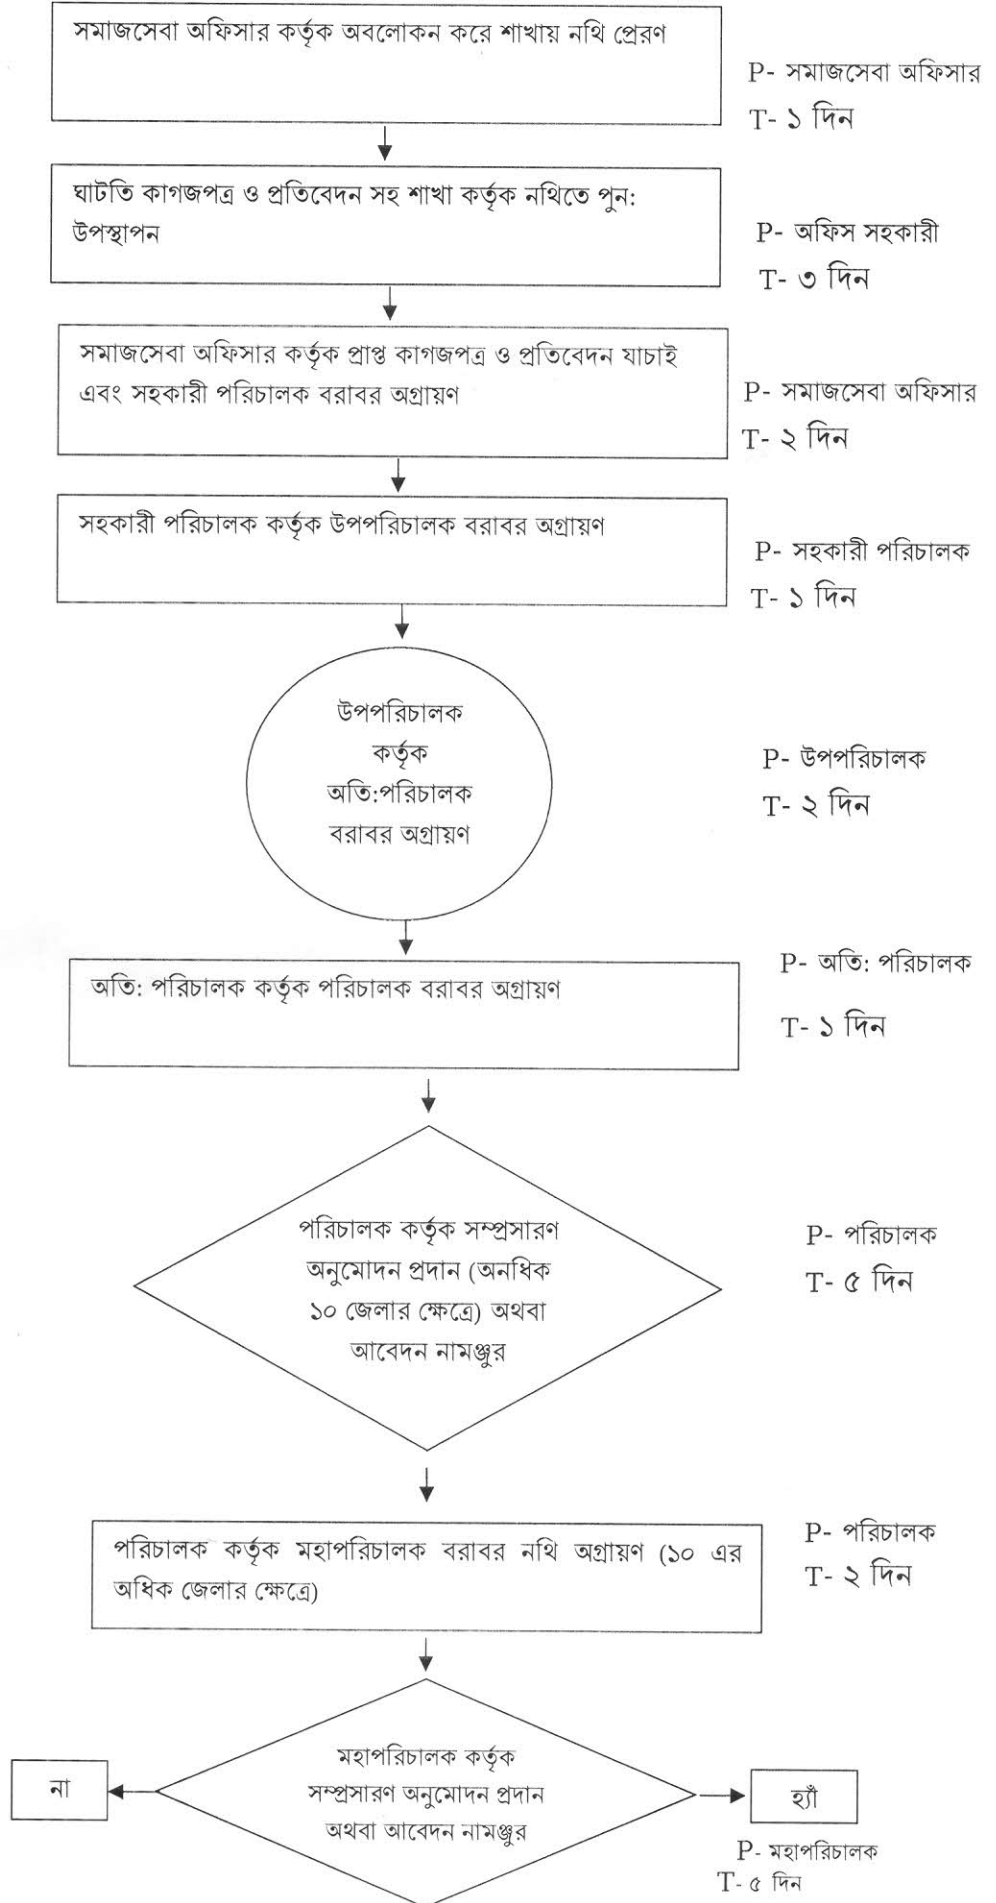 সমাজসেবা অফিসার কর্তৃক অবলোকন করে শাখায় নথি প্রেরণ
P- সমাজসেবা অফিসার
T- ১ দিন
ঘাটতি কাগজপত্র ও প্রতিবেদন সহ শাখা কর্তৃক নথিতে পুন:
উপস্থাপন
P- অফিস সহকারী
T- ৩ দিন
সমাজসেবা অফিসার কর্তৃক প্রাপ্ত কাগজপত্র ও প্রতিবেদন যাচাই
এবং সহকারী পরিচালক বরাবর অগ্রায়ণ
P- সমাজসেবা অফিসার
T- ২ দিন
সহকারী পরিচালক কর্তৃক উপপরিচালক বরাবর অগ্রায়ণ
P- সহকারী পরিচালক
T- ১ দিন
উপপরিচালক
কর্তৃক
অতি:পরিচালক
বরাবর অগ্রায়ণ
P- উপপরিচালক
T- ২ দিন
অতি: পরিচালক কর্তৃক পরিচালক বরাবর অগ্রায়ণ
P- অতি: পরিচালক
T- ১ দিন
পরিচালক কর্তৃক সম্প্রসারণ
অনুমোদন প্রদান (অনধিক
১০ জেলার ক্ষেত্রে) অথবা
আবেদন নামঞ্জুর
P- পরিচালক
T- ৫ দিন
পরিচালক কর্তৃক মহাপরিচালক বরাবর নথি অগ্রায়ণ (১০ এর
অধিক জেলার ক্ষেত্রে)
P- পরিচালক
T- ২ দিন
মহাপরিচালক কর্তৃক
সম্প্রসারণ অনুমোদন প্রদান
অথবা আবেদন নামঞ্জুর
না
হ্যাঁ
P- মহাপরিচালক
T- ৫ দিন